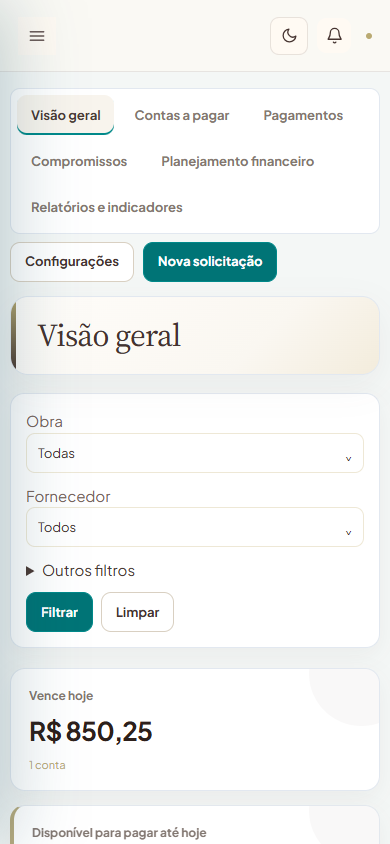 Visão geral Contas a pagar Pagamentos
Compromissos Planejamento financeiro
Relatórios e indicadores
Configurações Nova solicitação
Visão geral
Obra
Todas
Fornecedor
Todos
Outros filtros
Filtrar Limpar
Vence hoje
R$ 850,25
1 conta
Disponível para pagar até hoje